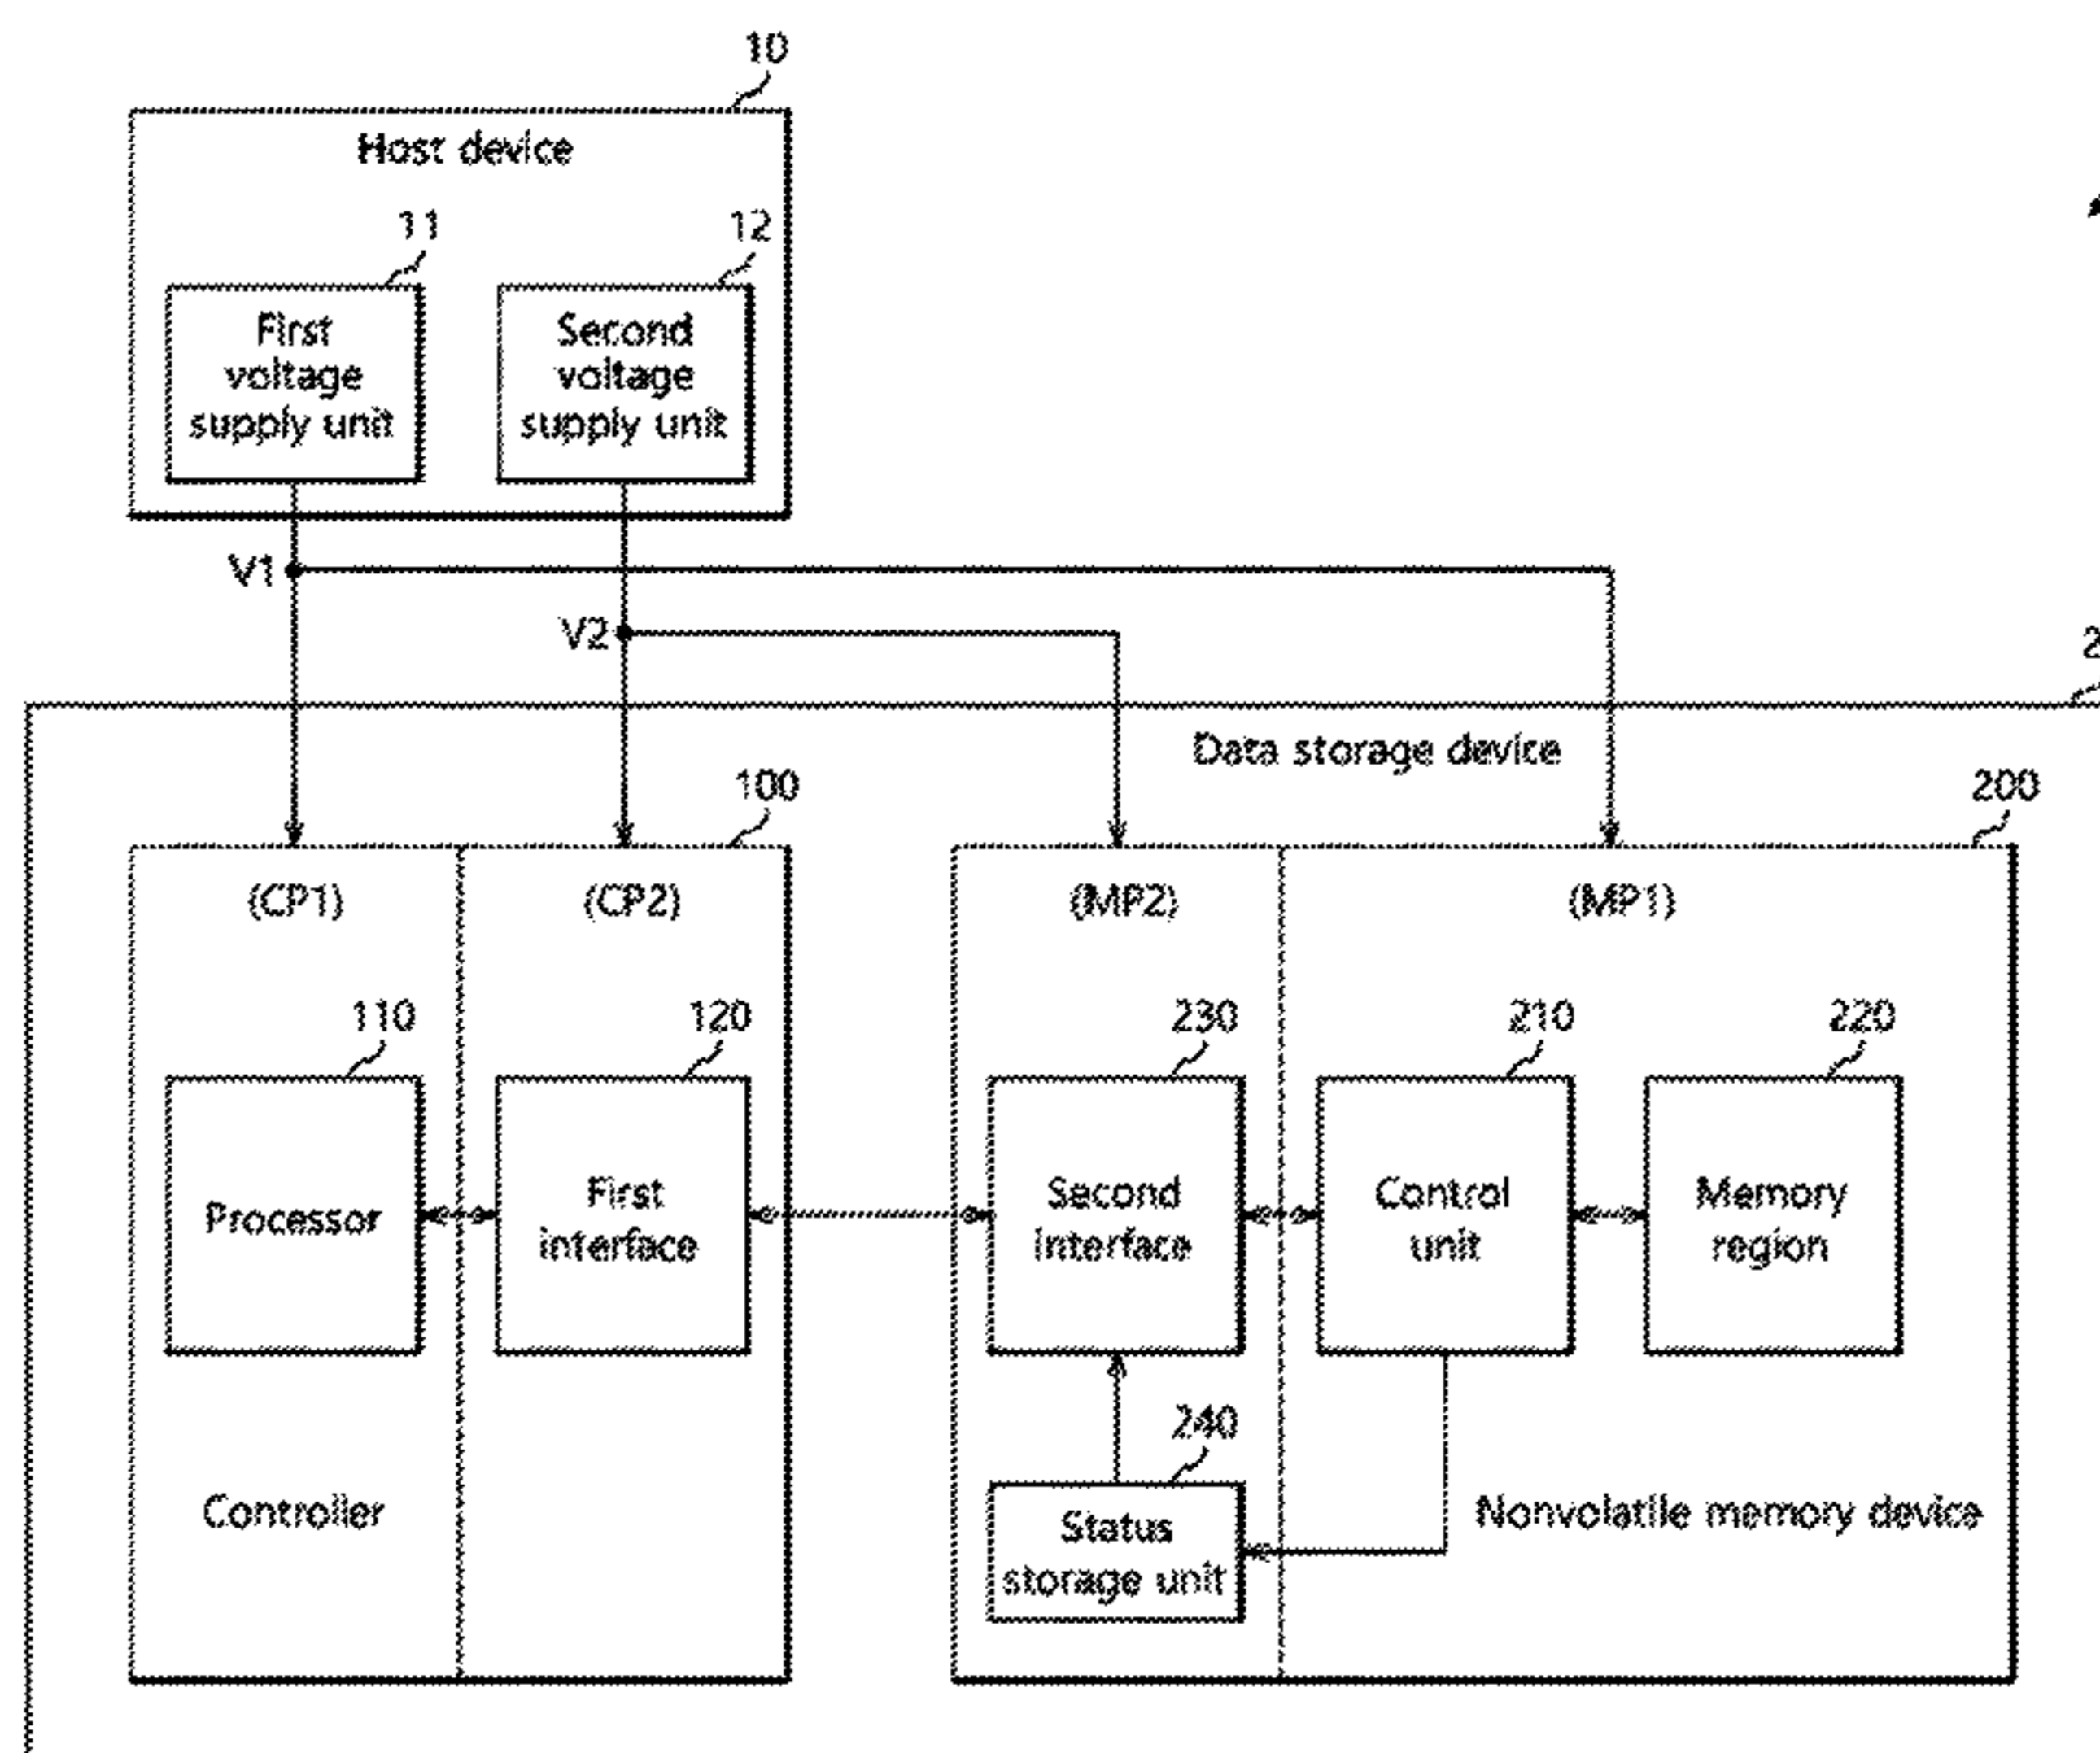 10
Host device
11
12
First
voltage
supply unit
Second
voltage
supply unit
V1
V2
2
Data storage device
100
200
(CP1)
(CP2)
(MP2)
(MP1)
110
120
230
210
220
Processor
First
interface
Second
interface
Control
unit
Memory
region
240
Controller
Status
storage unit
Nonvolatile memory device